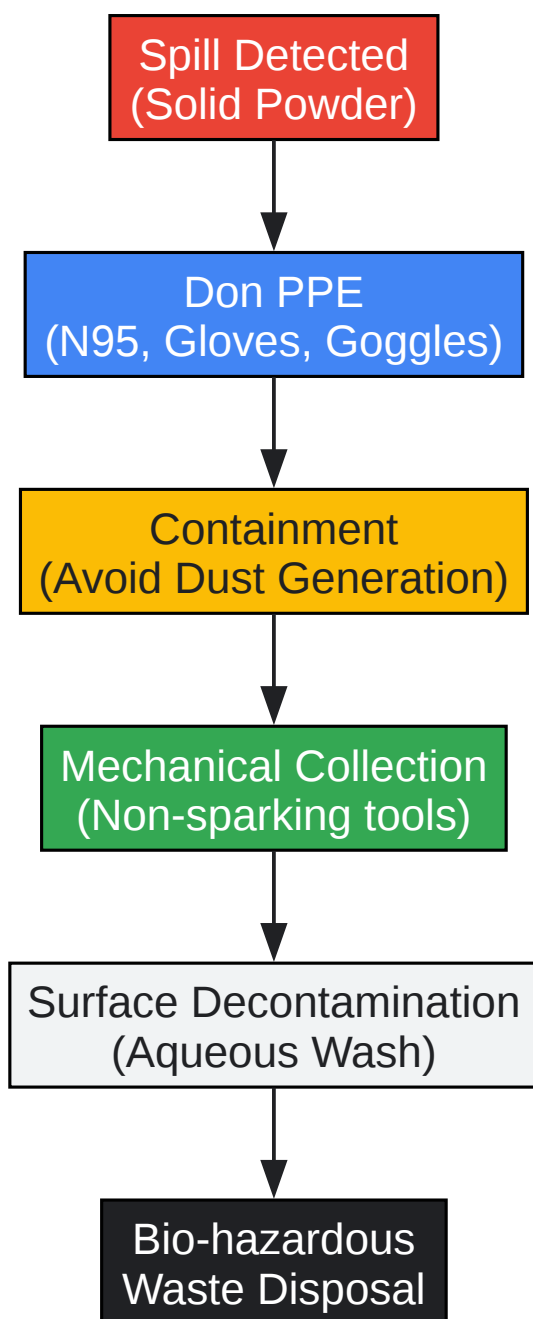 Spill Detected
(Solid Powder)
Don PPE
(N95, Gloves, Goggles)
Containment
(Avoid Dust Generation)
Mechanical Collection
(Non-sparking tools)
Surface Decontamination
(Aqueous Wash)
Bio-hazardous
Waste Disposal